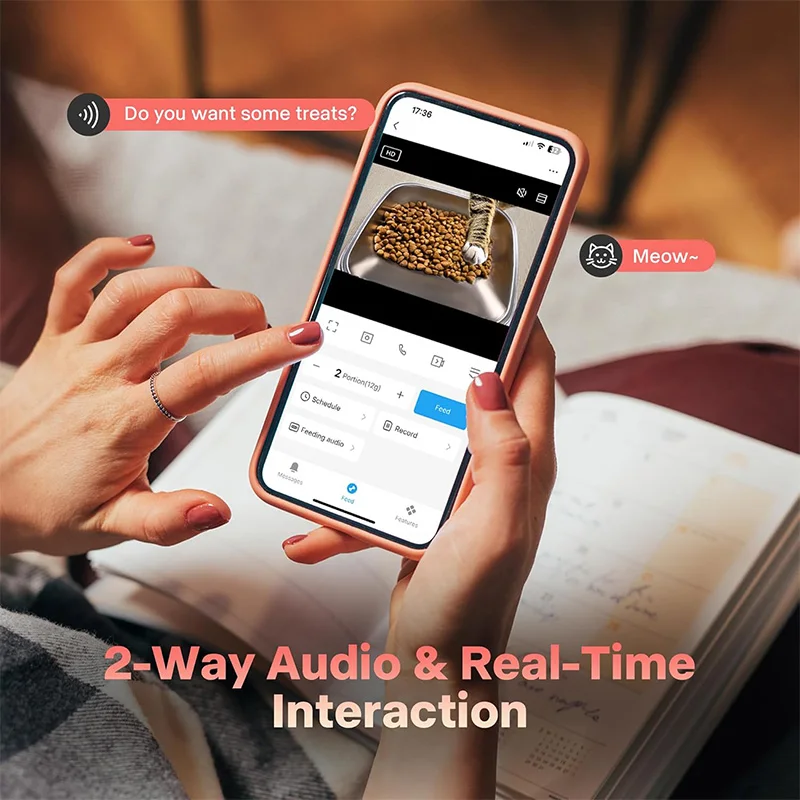 Do you want some treats?
17:36
HD
Meow~
2 Portion(12g)
Feed
Schedule
Record
Feeding audio
Messages
Feed
Features
2-Way Audio & Real-Time
Interaction